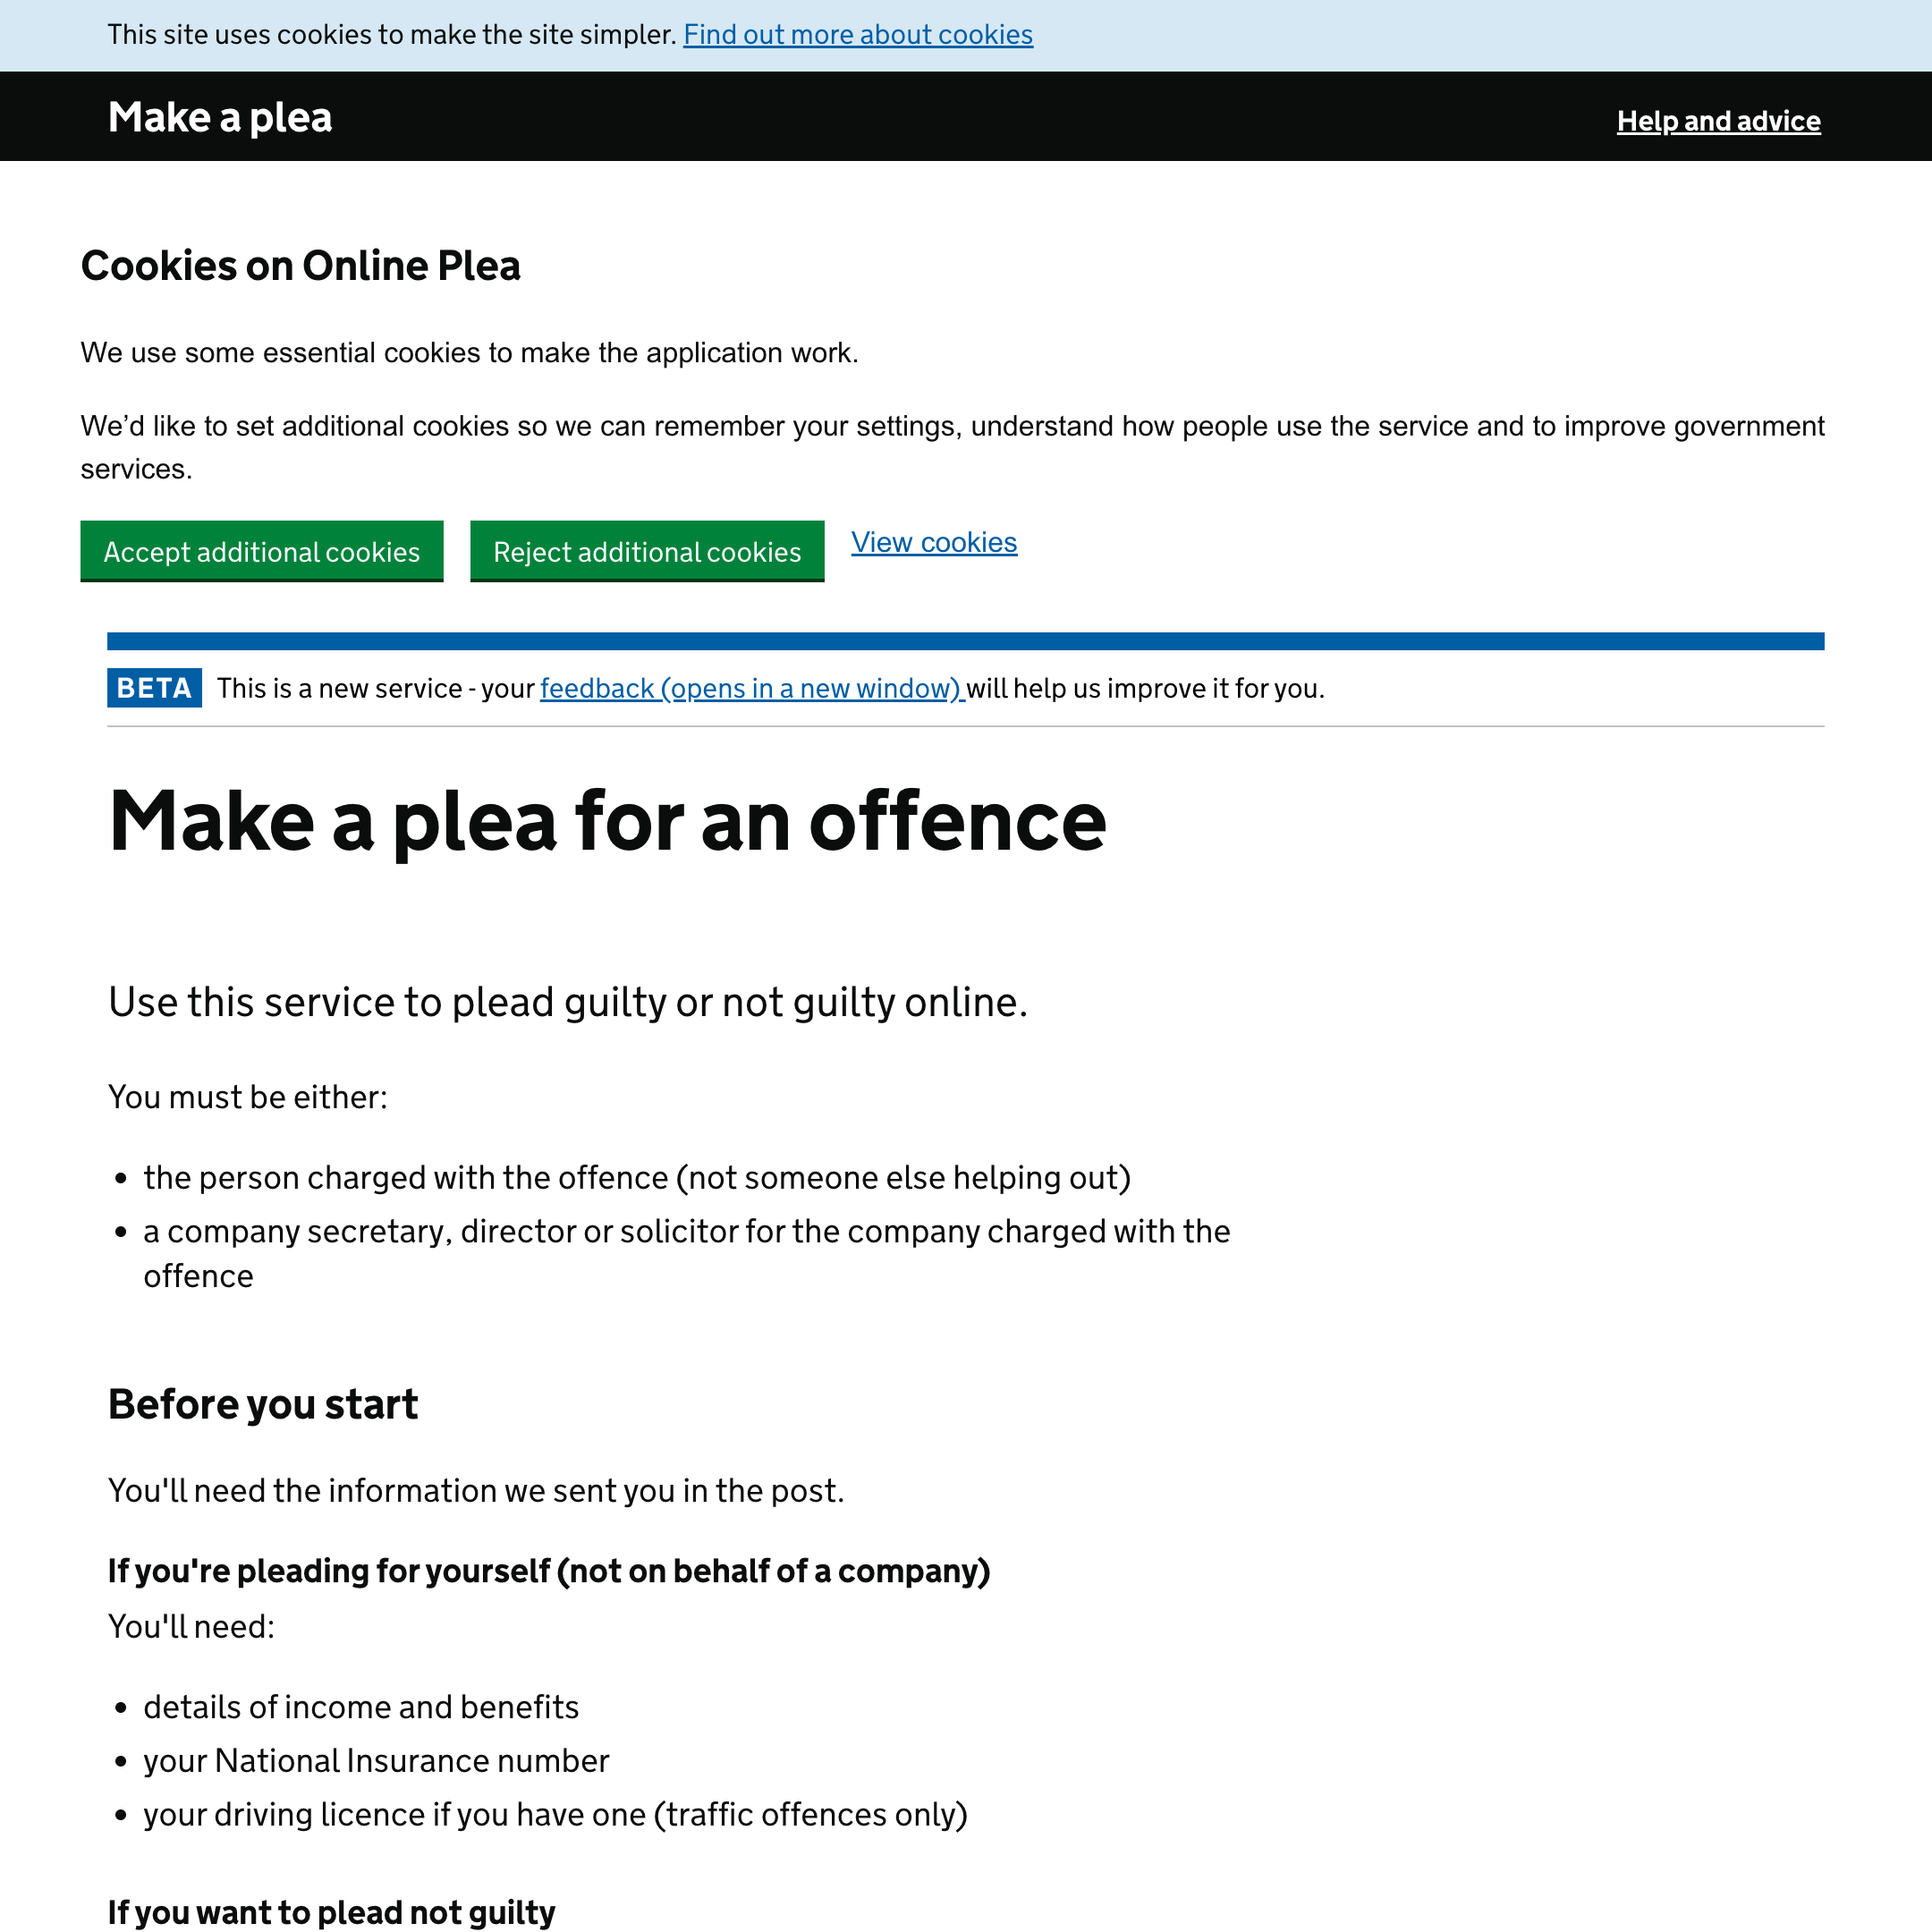 This site uses cookies to make the site simpler. Find out more about cookies
Make a plea
Help and advice
Cookies on Online Plea
We use some essential cookies to make the application work.
We’d like to set additional cookies so we can remember your settings, understand how people use the service and to improve government
services.
Accept additional cookies
Reject additional cookies
View cookies
BETA This is a new service - your feedback (opens in a new window) will help us improve it for you.
Make a plea for an offence
Use this service to plead guilty or not guilty online.
You must be either:
• the person charged with the offence (not someone else helping out)
• a company secretary, director or solicitor for the company charged with the
offence
Before you start
You'll need the information we sent you in the post.
If you're pleading for yourself (not on behalf of a company)
You'll need:
• details of income and benefits
• your National Insurance number
• your driving licence if you have one (traffic offences only)
If you want to plead not guilty